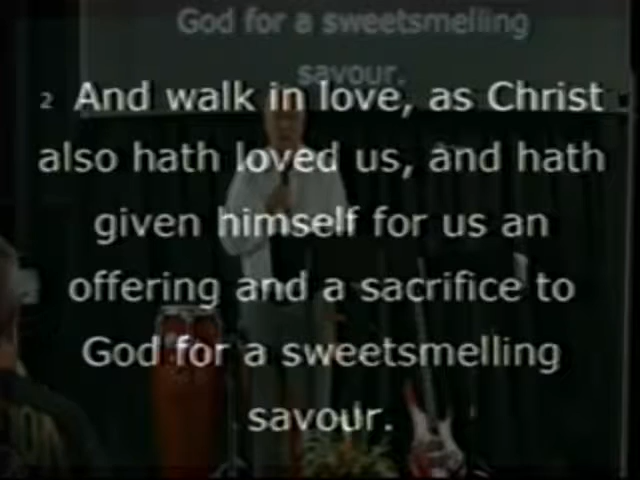 God for a sweetsmelling
savour.
2 And walk in love, as Christ
also hath loved us, and hath
given himself for us an
offering and a sacrifice to
God for a sweetsmelling
savour.